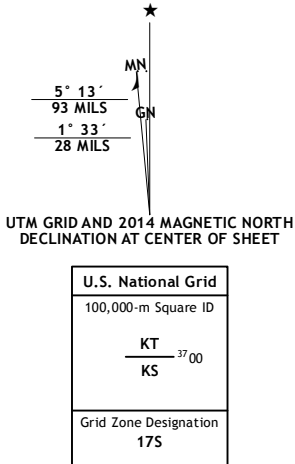 ★
MN
GN
5° 13´
93 MILS
1° 33´
28 MILS
UTM GRID AND 2014 MAGNETIC NORTH
DECLINATION AT CENTER OF SHEET
U.S. National Grid
100,000-m Square ID
KT
3700
KS
Grid Zone Designation
17S